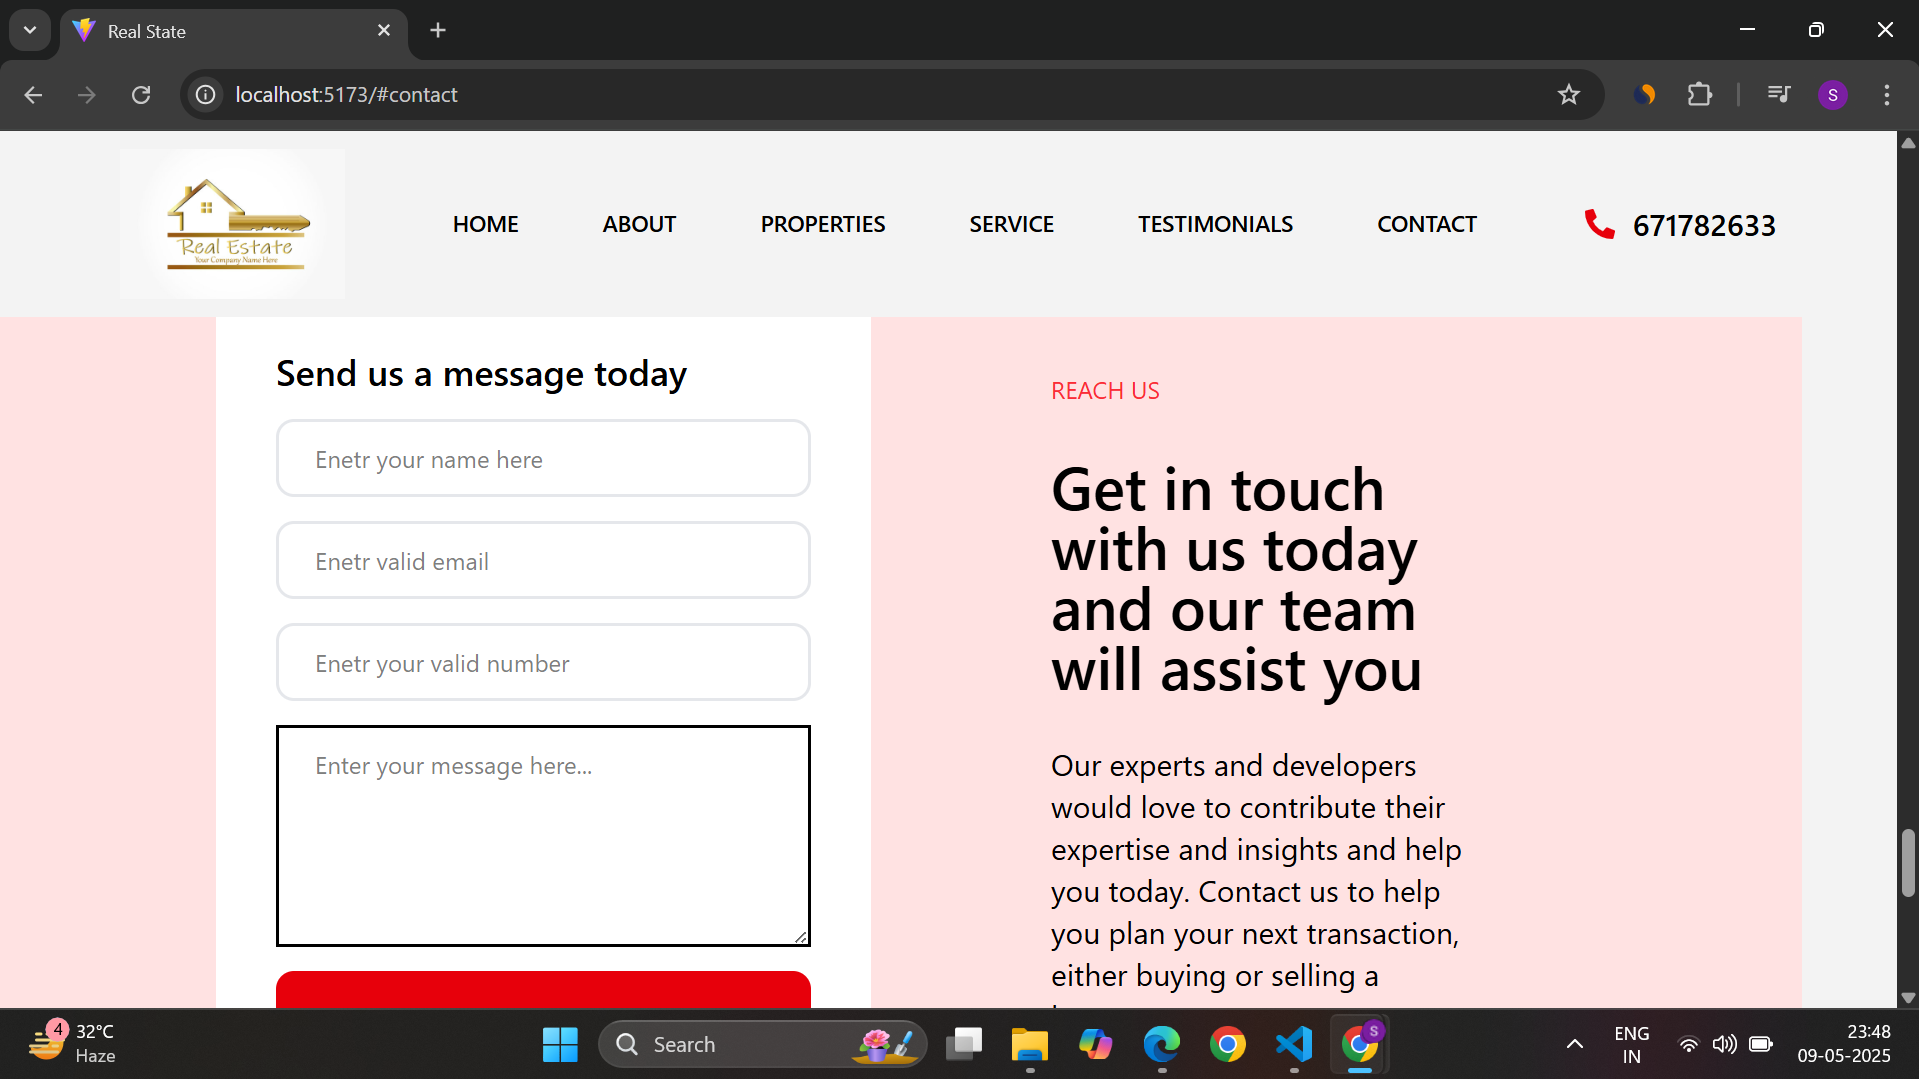 Real State
localhost:5173/#contact
S
Real Estate
Your Company Name Here
HOME
ABOUT
PROPERTIES
SERVICE
TESTIMONIALS
CONTACT
671782633
Send us a message today
Enetr your name here
Enetr valid email
Enetr your valid number
Enter your message here...
REACH US
Get in touch
with us today
and our team
will assist you
Our experts and developers
would love to contribute their
expertise and insights and help
you today. Contact us to help
you plan your next transaction,
either buying or selling a
4
32°C
Haze
Search
S
ENG
IN
23:48
09-05-2025